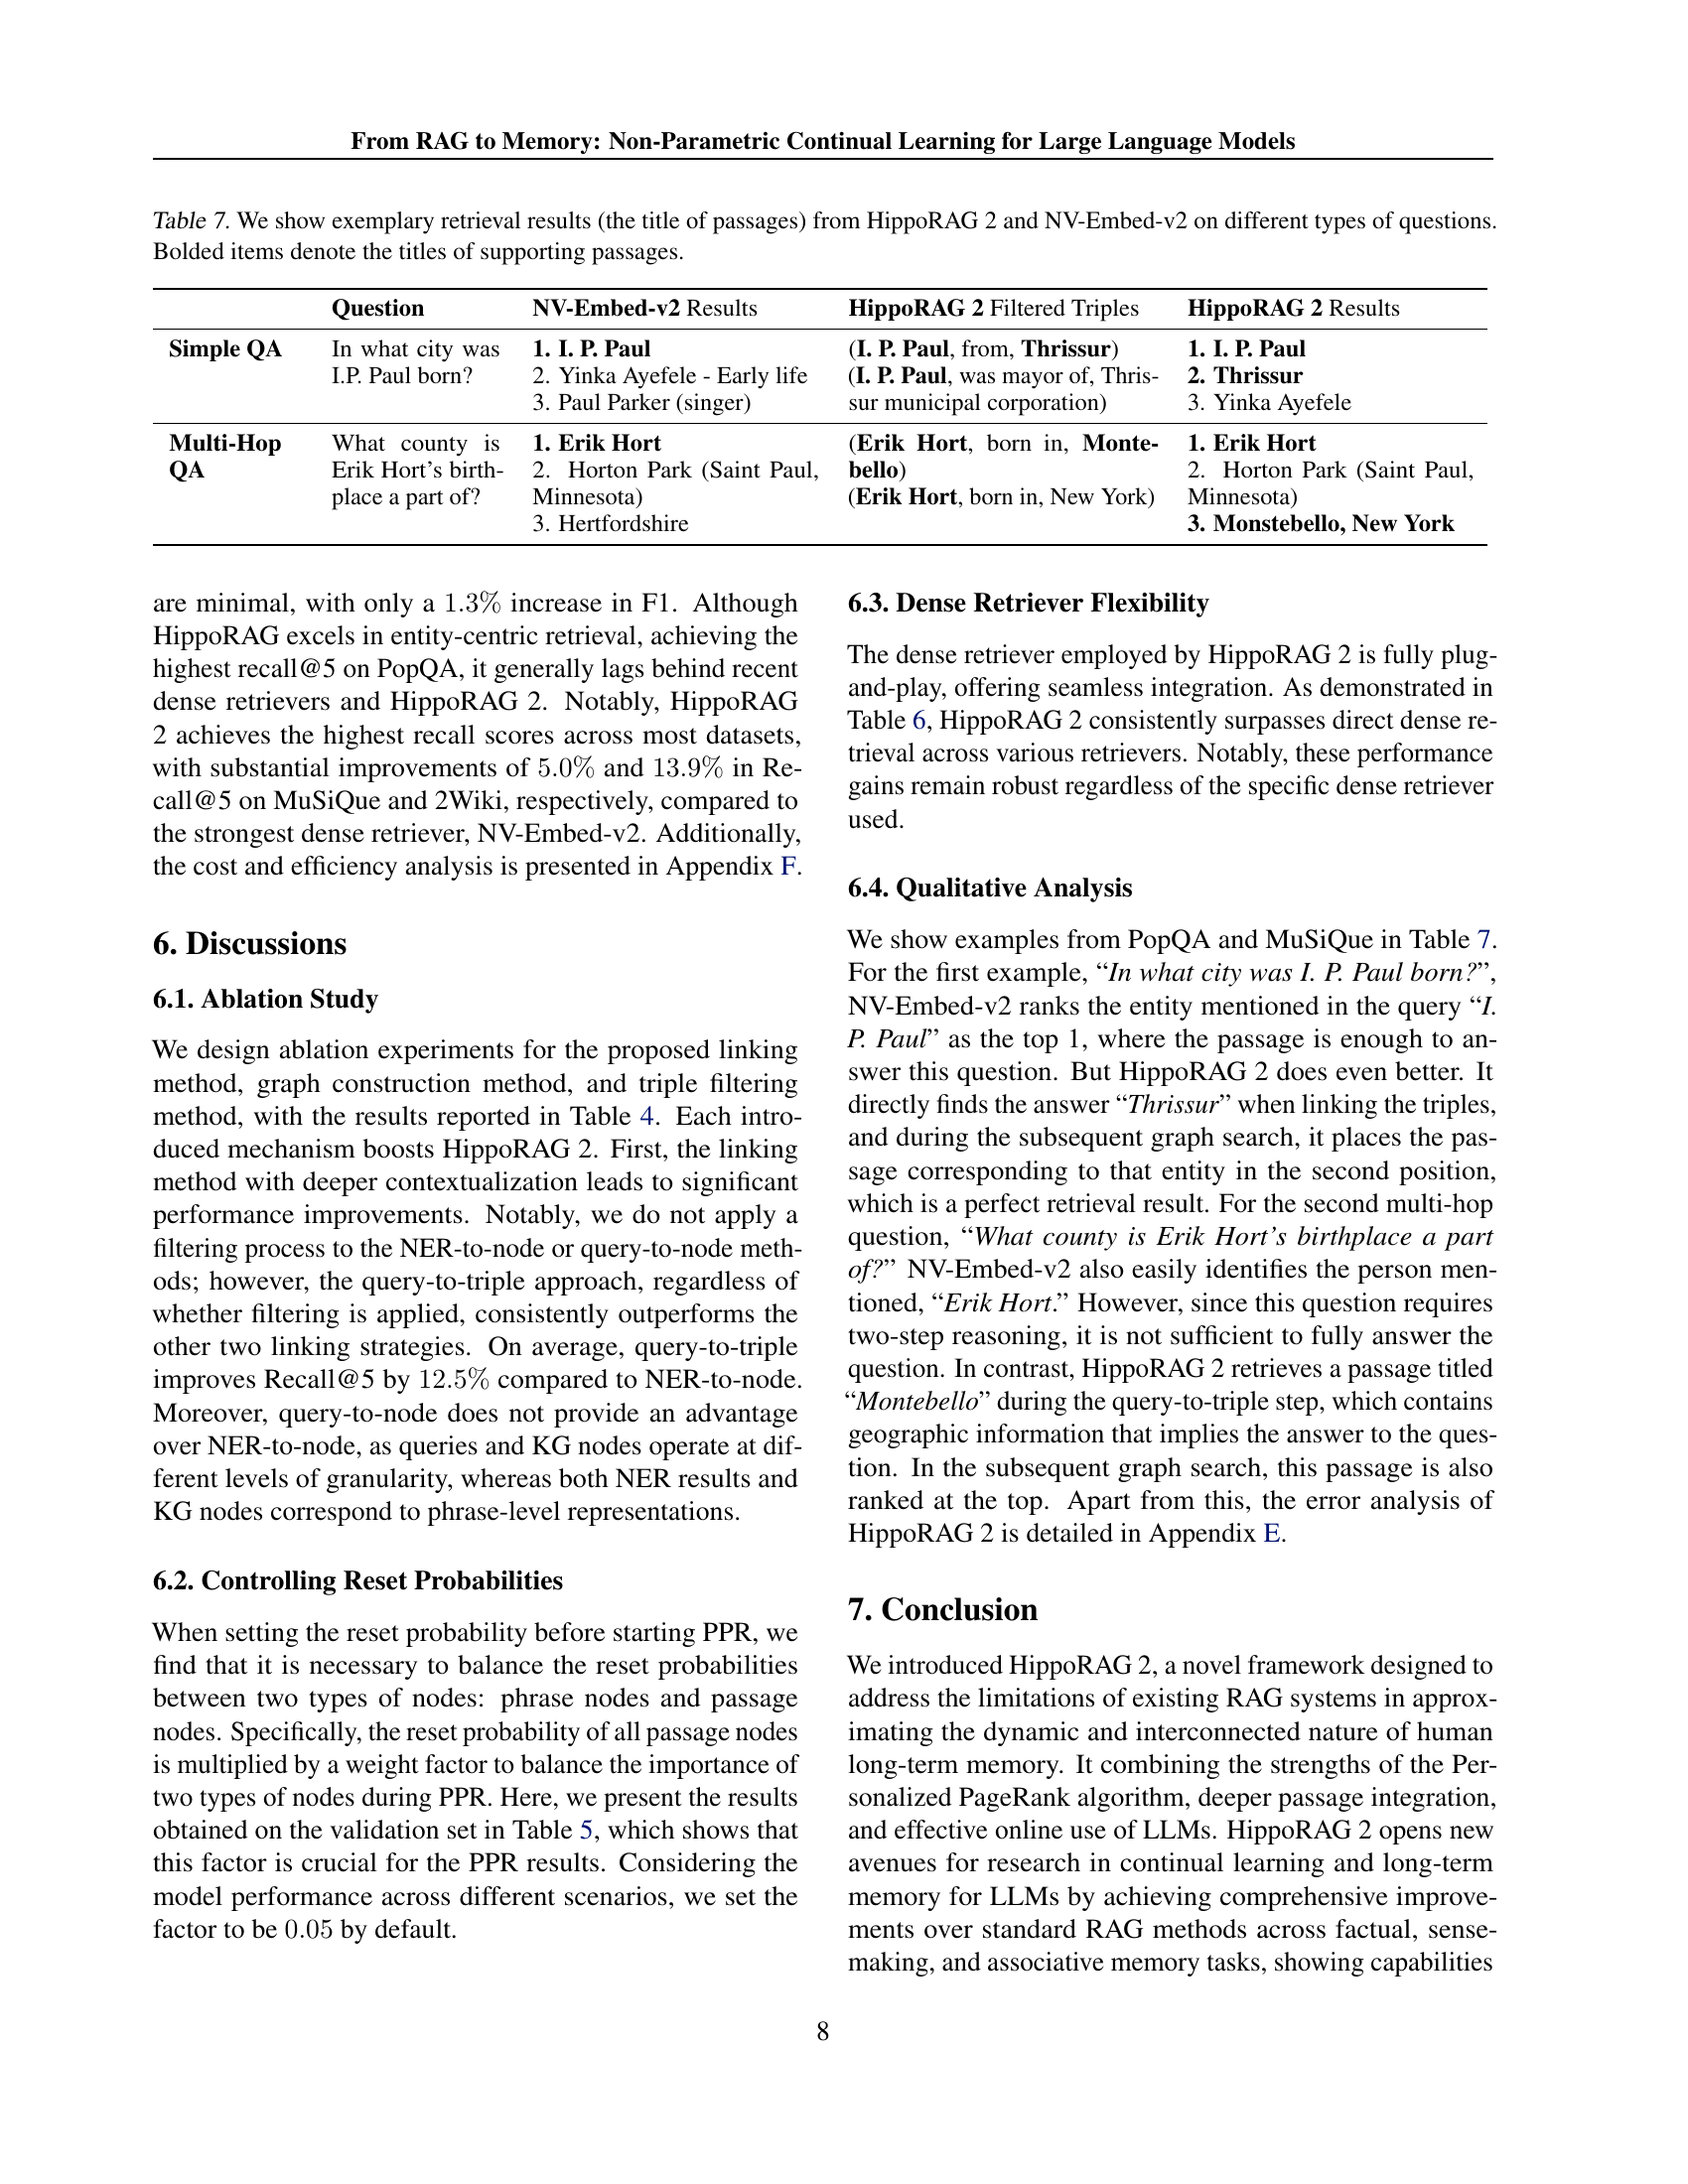 From RAG to Memory: Non-Parametric Continual Learning for Large Language Models
Table 7. We show exemplary retrieval results (the title of passages) from HippoRAG 2 and NV-Embed-v2 on different types of questions.
Bolded items denote the titles of supporting passages.
Question NV-Embed-v2 Results HippoRAG 2 Filtered Triples HippoRAG 2 Results
Simple QA In what city was 1. I. P. Paul (I. P. Paul, from, Thrissur) 1. I. P. Paul
I.P. Paul born? 2. Yinka Ayefele - Early life (I. P. Paul, was mayor of, Thris- 2. Thrissur
3. Paul Parker (singer) sur municipal corporation) 3. Yinka Ayefele
Multi-Hop What county is 1. Erik Hort (Erik Hort, born in, Monte- 1. Erik Hort
QA Erik Hort's birth- 2. Horton Park (Saint Paul, bello) 2. Horton Park (Saint Paul,
place a part of? Minnesota) (Erik Hort, born in, New York) Minnesota)
3. Hertfordshire 3. Monstebello, New York
are minimal, with only a 1.3% increase in F1. Although
HippoRAG excels in entity-centric retrieval, achieving the
highest recall@5 on PopQA, it generally lags behind recent
dense retrievers and HippoRAG 2. Notably, HippoRAG
2 achieves the highest recall scores across most datasets,
with substantial improvements of 5.0% and 13.9% in Re-
call@5 on MuSiQue and 2Wiki, respectively, compared to
the strongest dense retriever, NV-Embed-v2. Additionally,
the cost and efficiency analysis is presented in Appendix F.
6. Discussions
6.1. Ablation Study
We design ablation experiments for the proposed linking
method, graph construction method, and triple filtering
method, with the results reported in Table 4. Each intro-
duced mechanism boosts HippoRAG 2. First, the linking
method with deeper contextualization leads to significant
performance improvements. Notably, we do not apply a
filtering process to the NER-to-node or query-to-node meth-
ods; however, the query-to-triple approach, regardless of
whether filtering is applied, consistently outperforms the
other two linking strategies. On average, query-to-triple
improves Recall@5 by 12.5% compared to NER-to-node.
Moreover, query-to-node does not provide an advantage
over NER-to-node, as queries and KG nodes operate at dif-
ferent levels of granularity, whereas both NER results and
KG nodes correspond to phrase-level representations.
6.2. Controlling Reset Probabilities
When setting the reset probability before starting PPR, we
find that it is necessary to balance the reset probabilities
between two types of nodes: phrase nodes and passage
nodes. Specifically, the reset probability of all passage nodes
is multiplied by a weight factor to balance the importance of
two types of nodes during PPR. Here, we present the results
obtained on the validation set in Table 5, which shows that
this factor is crucial for the PPR results. Considering the
model performance across different scenarios, we set the
factor to be 0.05 by default.
6.3. Dense Retriever Flexibility
The dense retriever employed by HippoRAG 2 is fully plug-
and-play, offering seamless integration. As demonstrated in
Table 6, HippoRAG 2 consistently surpasses direct dense re-
trieval across various retrievers. Notably, these performance
gains remain robust regardless of the specific dense retriever
used.
6.4. Qualitative Analysis
We show examples from PopQA and MuSiQue in Table 7.
For the first example, “In what city was I. P. Paul born?”,
NV-Embed-v2 ranks the entity mentioned in the query “I.
P. Paul” as the top 1, where the passage is enough to an-
swer this question. But HippoRAG 2 does even better. It
directly finds the answer “Thrissur” when linking the triples,
and during the subsequent graph search, it places the pas-
sage corresponding to that entity in the second position,
which is a perfect retrieval result. For the second multi-hop
question, “What county is Erik Hort’s birthplace a part
of?” NV-Embed-v2 also easily identifies the person men-
tioned, “Erik Hort.” However, since this question requires
two-step reasoning, it is not sufficient to fully answer the
question. In contrast, HippoRAG 2 retrieves a passage titled
“Montebello” during the query-to-triple step, which contains
geographic information that implies the answer to the ques-
tion. In the subsequent graph search, this passage is also
ranked at the top. Apart from this, the error analysis of
HippoRAG 2 is detailed in Appendix E.
7. Conclusion
We introduced HippoRAG 2, a novel framework designed to
address the limitations of existing RAG systems in approx-
imating the dynamic and interconnected nature of human
long-term memory. It combining the strengths of the Per-
sonalized PageRank algorithm, deeper passage integration,
and effective online use of LLMs. HippoRAG 2 opens new
avenues for research in continual learning and long-term
memory for LLMs by achieving comprehensive improve-
ments over standard RAG methods across factual, sense-
making, and associative memory tasks, showing capabilities
8